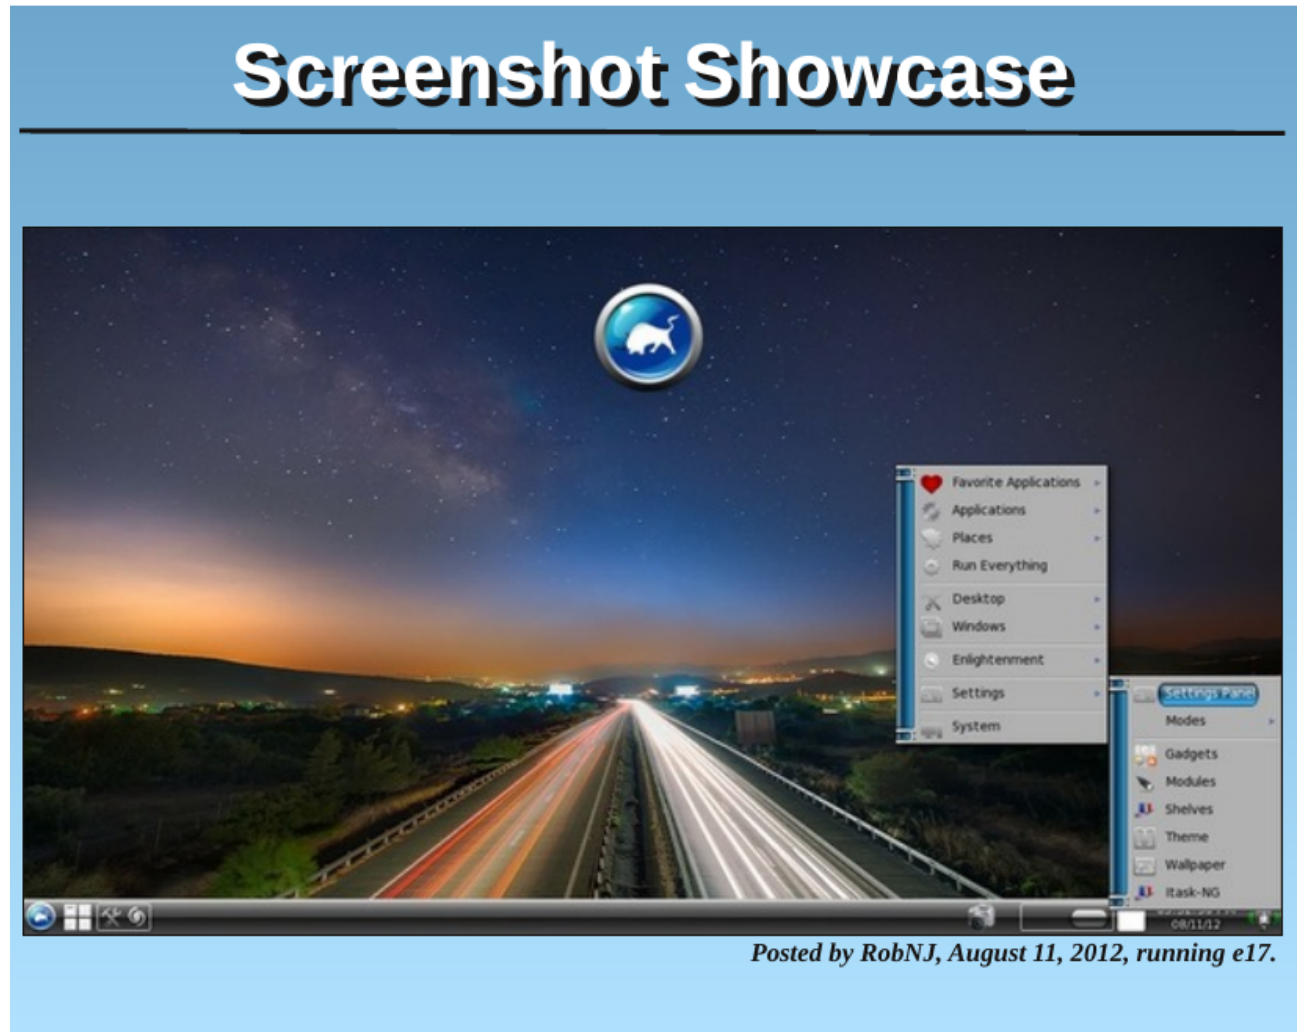 Screenshot Showcase
Favorite Applications
Applications
Places
Run Everything
Desktop
Windows
Enlightenment
Settings
System
Settings Panel
Modes
Gadgets
Modules
Shelves
Theme
Wallpaper
Itask-NG
08/11/12
Posted by RobNJ, August 11, 2012, running e17.